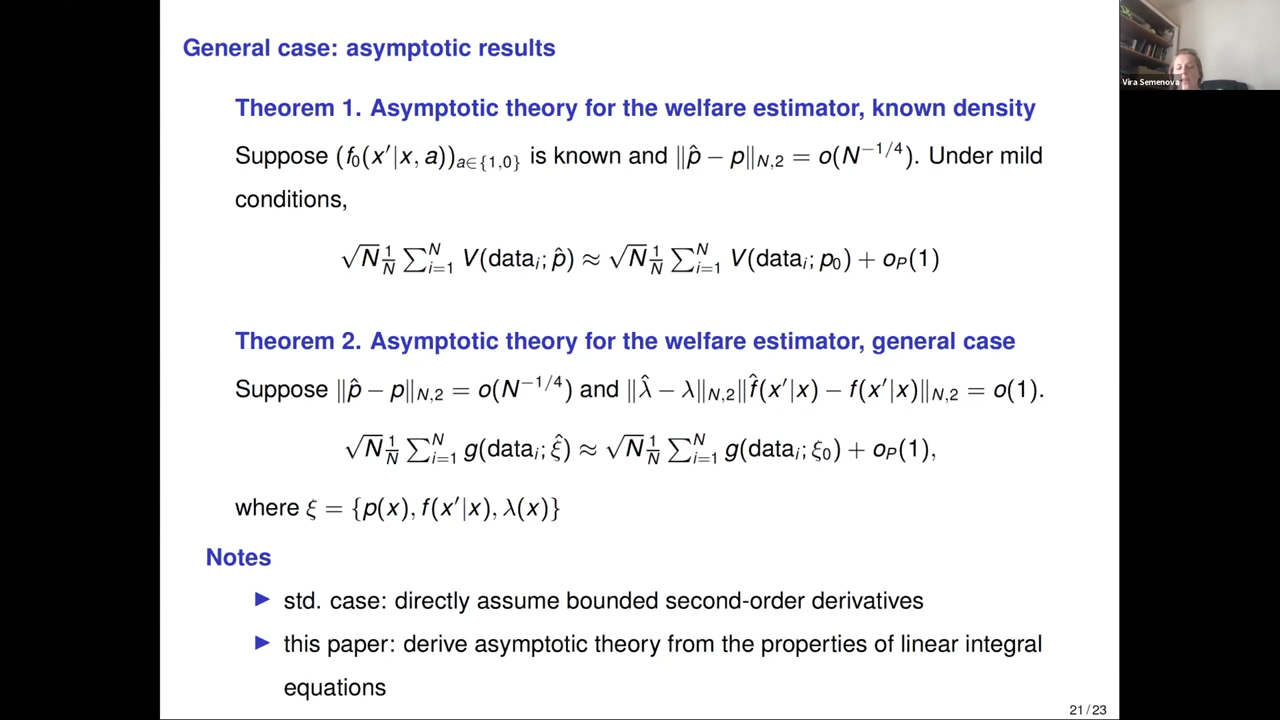 General case: asymptotic results
Theorem 1. Asymptotic theory for the welfare estimator, known density
Suppose (f₀(x′|x, a))ₐ∈{1,0} is known and ‖p̂ − p‖N,2 = o(N^−1/4). Under mild
conditions,
√N 1/N ∑ᵢ₌₁ᴺ V(dataᵢ; p̂) ≈ √N 1/N ∑ᵢ₌₁ᴺ V(dataᵢ; p₀) + oP(1)
Theorem 2. Asymptotic theory for the welfare estimator, general case
Suppose ‖p̂ − p‖N,2 = o(N^−1/4) and ‖λ̂ − λ‖N,2‖f̂(x′|x) − f(x′|x)‖N,2 = o(1).
√N 1/N ∑ᵢ₌₁ᴺ g(dataᵢ; ξ̂) ≈ √N 1/N ∑ᵢ₌₁ᴺ g(dataᵢ; ξ₀) + oP(1),
where ξ = {p(x), f(x′|x), λ(x)}
Notes
▶ std. case: directly assume bounded second-order derivatives
▶ this paper: derive asymptotic theory from the properties of linear integral
equations
21 / 23
Vira Semenova